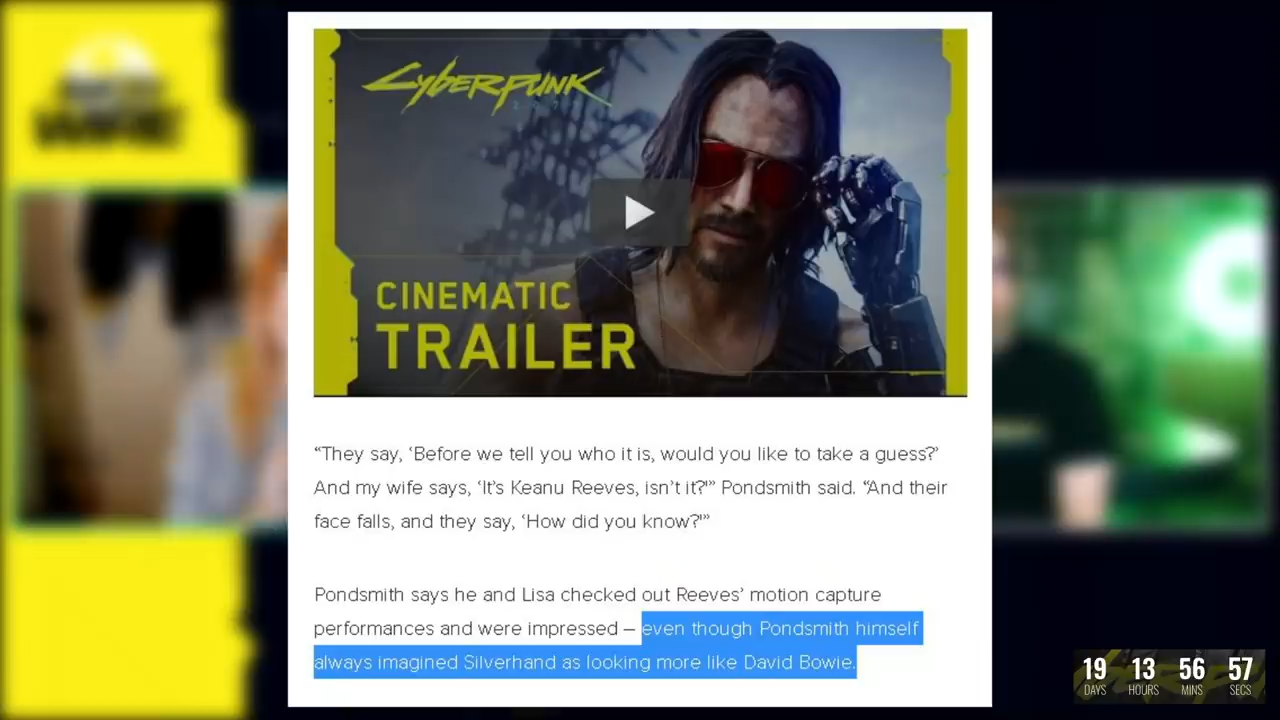 CYBERPUNK
2077
CINEMATIC
TRAILER
“They say, ‘Before we tell you who it is, would you like to take a guess?’
And my wife says, ‘It’s Keanu Reeves, isn’t it?’” Pondsmith said. “And their
face falls, and they say, ‘How did you know?’”
Pondsmith says he and Lisa checked out Reeves’ motion capture
performances and were impressed – even though Pondsmith himself
always imagined Silverhand as looking more like David Bowie.
19 13 56 57
DAYS HOURS MINS SECS